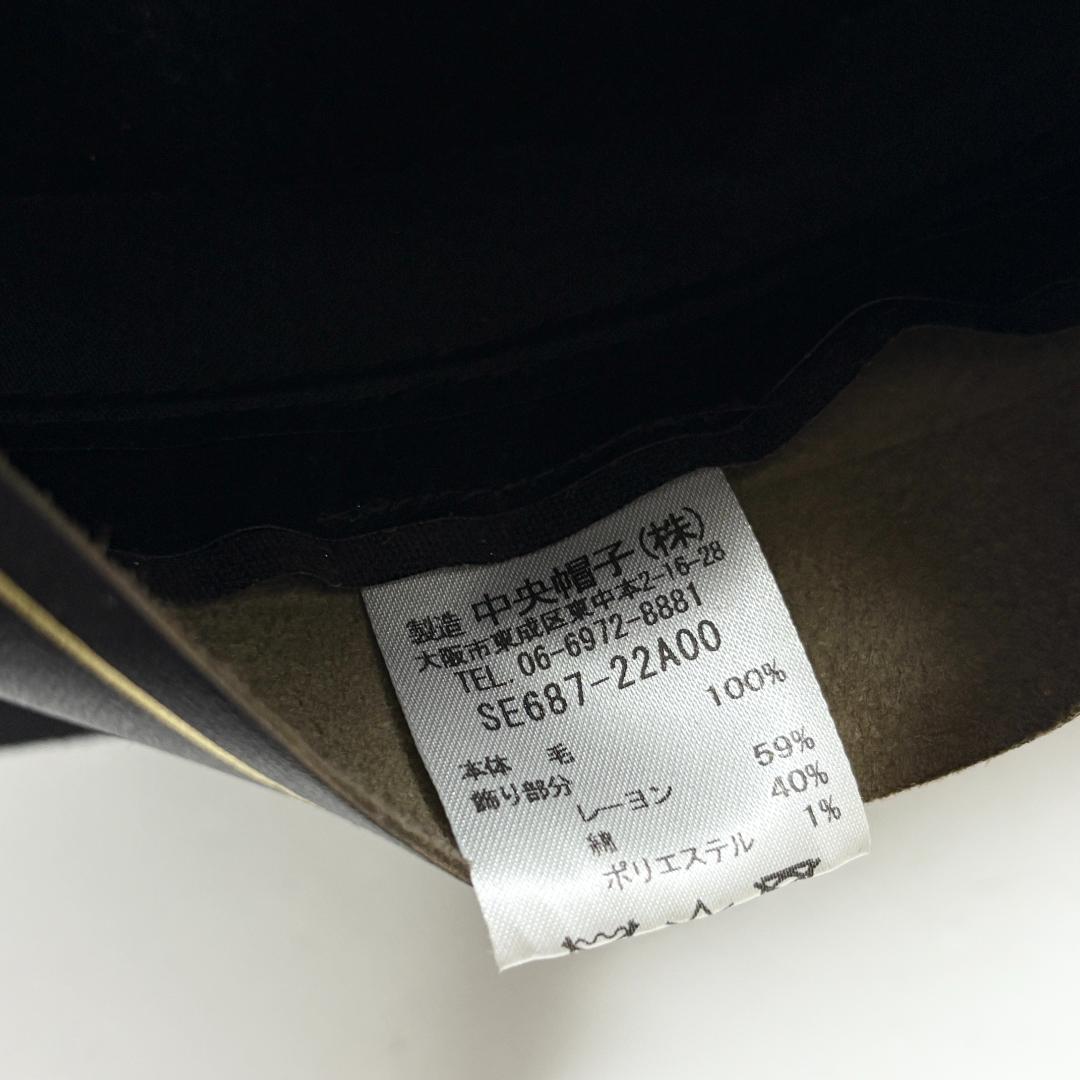 製造 中央帽子(株)
大阪市東成区東中本2-16-28
TEL. 06-6972-8881
SE687-22A00
本体 毛 100%
飾り部分
レーヨン 59%
綿 40%
ポリエステル 1%